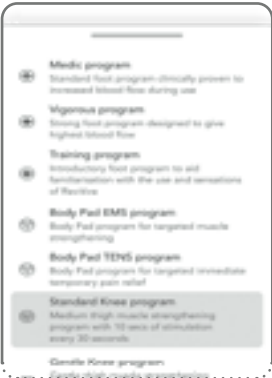 Medic program
Standard foot program clinically proven to
increased blood flow during use
Vigorous program
Strong foot program designed to give
highest blood flow
Training program
Introductory foot program to aid
familiarisation with the use and sensations
of Revitive
Body Pad EMS program
Body Pad program for targeted muscle
strengthening
Body Pad TENS program
Body Pad program for targeted immediate
temporary pain relief
Standard Knee program
Medium thigh muscle strengthening
program with 10 secs of stimulation
every 30 seconds
Gentle Knee program